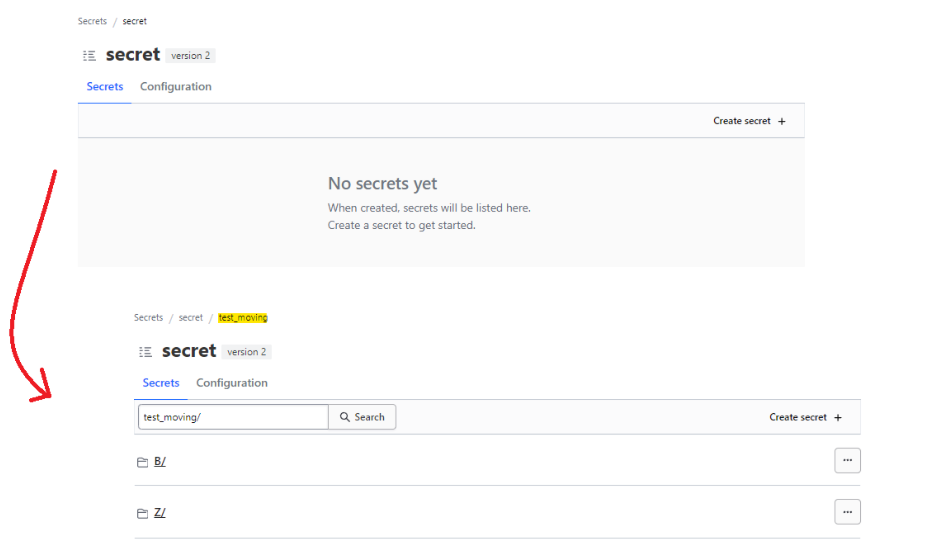 Secrets / secret
secret version 2
Secrets Configuration
Create secret +
No secrets yet
When created, secrets will be listed here.
Create a secret to get started.
Secrets / secret / test_moving
secret version 2
Secrets Configuration
test_moving/ Search Create secret +
B/ ...
Z/ ...